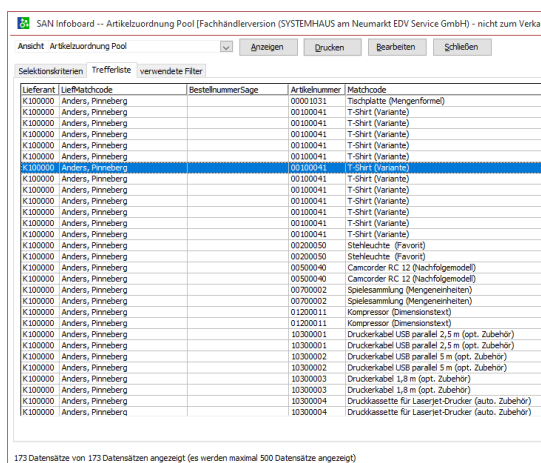 SAN Infoboard -- Artikelzuordnung Pool [Fachhändlerversion (SYSTEMHAUS am Neumarkt EDV Service GmbH) - nicht zum Verka
Ansicht Artikelzuordnung Pool Anzeigen Drucken Bearbeiten Schließen
Selektionskriterien Trefferliste verwendete Filter
Lieferant LiefMatchcode BestellnummerSage Artikelnummer Matchcode
K100000 Anders, Pinneberg 00001031 Tischplatte (Mengenformel)
K100000 Anders, Pinneberg 00100041 T-Shirt (Variante)
K100000 Anders, Pinneberg 00100041 T-Shirt (Variante)
K100000 Anders, Pinneberg 00100041 T-Shirt (Variante)
K100000 Anders, Pinneberg 00100041 T-Shirt (Variante)
K100000 Anders, Pinneberg 00100041 T-Shirt (Variante)
K100000 Anders, Pinneberg 00100041 T-Shirt (Variante)
K100000 Anders, Pinneberg 00100041 T-Shirt (Variante)
K100000 Anders, Pinneberg 00100041 T-Shirt (Variante)
K100000 Anders, Pinneberg 00100041 T-Shirt (Variante)
K100000 Anders, Pinneberg 00100041 T-Shirt (Variante)
K100000 Anders, Pinneberg 00100041 T-Shirt (Variante)
K100000 Anders, Pinneberg 00100041 T-Shirt (Variante)
K100000 Anders, Pinneberg 00200050 Stehleuchte (Favorit)
K100000 Anders, Pinneberg 00200050 Stehleuchte (Favorit)
K100000 Anders, Pinneberg 00500040 Camcorder RC 12 (Nachfolgemodell)
K100000 Anders, Pinneberg 00500040 Camcorder RC 12 (Nachfolgemodell)
K100000 Anders, Pinneberg 00700002 Spielesammlung (Mengeneinheiten)
K100000 Anders, Pinneberg 00700002 Spielesammlung (Mengeneinheiten)
K100000 Anders, Pinneberg 01200011 Kompressor (Dimensionstext)
K100000 Anders, Pinneberg 01200011 Kompressor (Dimensionstext)
K100000 Anders, Pinneberg 10300001 Druckerkabel USB parallel 2,5 m (opt. Zubehör)
K100000 Anders, Pinneberg 10300001 Druckerkabel USB parallel 2,5 m (opt. Zubehör)
K100000 Anders, Pinneberg 10300002 Druckerkabel USB parallel 5 m (opt. Zubehör)
K100000 Anders, Pinneberg 10300002 Druckerkabel USB parallel 5 m (opt. Zubehör)
K100000 Anders, Pinneberg 10300003 Druckerkabel 1,8 m (opt. Zubehör)
K100000 Anders, Pinneberg 10300003 Druckerkabel 1,8 m (opt. Zubehör)
K100000 Anders, Pinneberg 10300004 Druckkassette für Laserjet-Drucker (auto. Zubehör)
K100000 Anders, Pinneberg 10300004 Druckkassette für Laserjet-Drucker (auto. Zubehör)
173 Datensätze von 173 Datensätzen angezeigt (es werden maximal 500 Datensätze angezeigt)